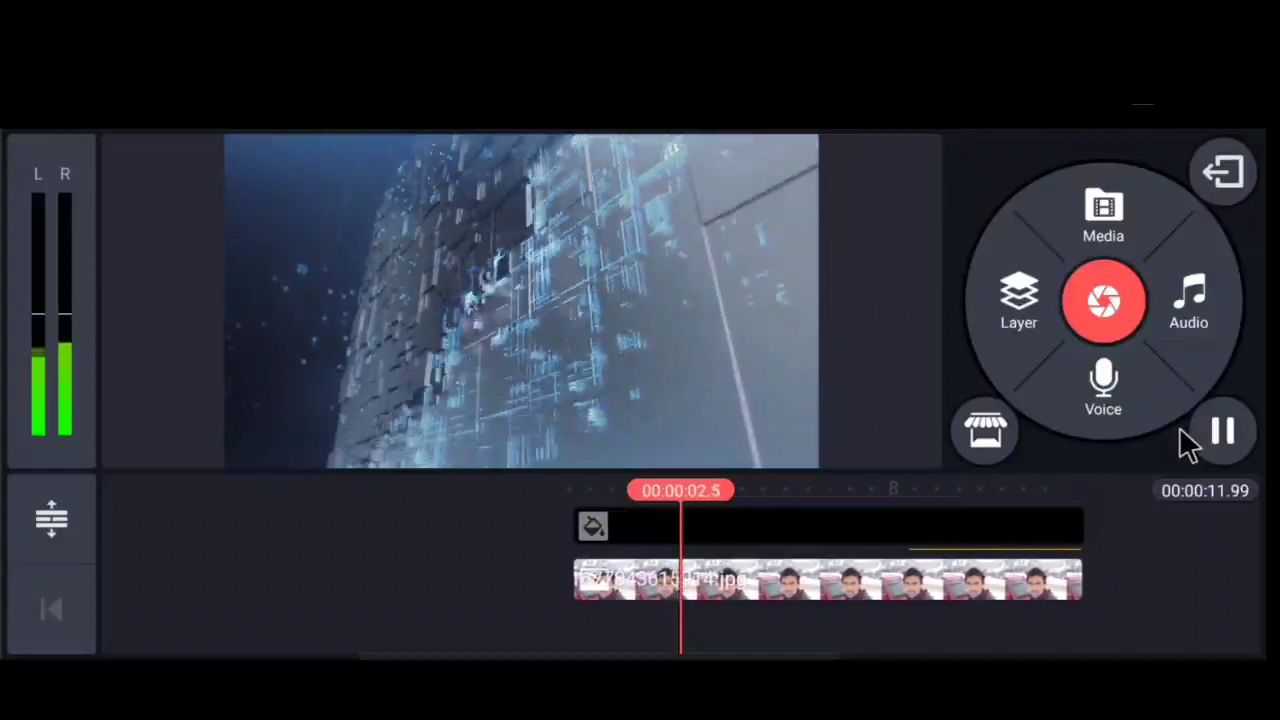 L R
Media
Layer
Audio
Voice
00:00:02.5
8
00:00:11.99